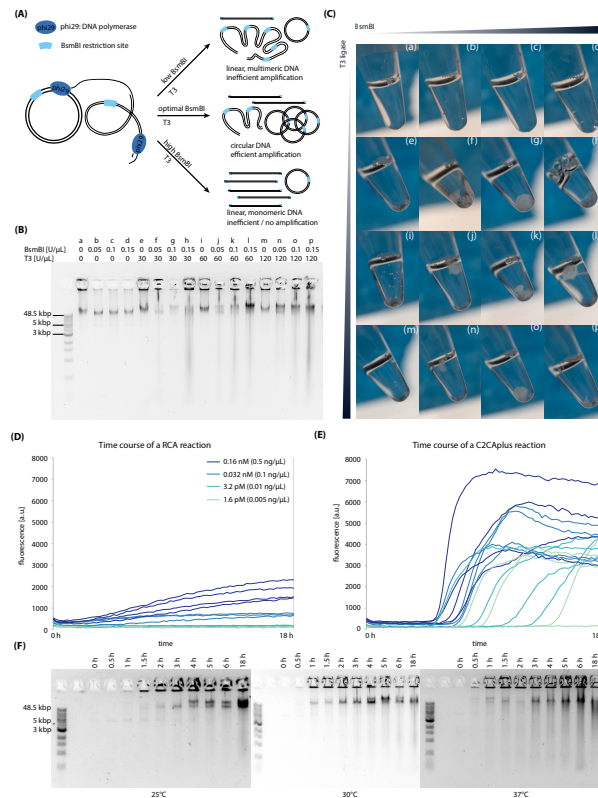 (A)
phi29
phi29: DNA polymerase
BsmBI restriction site
phi29
phi29
low BsmBI
T3
linear, multimeric DNA
inefficient amplification
optimal BsmBI
T3
circular DNA
efficient amplification
high BsmBI
T3
linear, monomeric DNA
inefficient / no amplification
(B)
a b c d e f g h i j k l m n o p
BsmBI [U/µL] 0 0.05 0.1 0.15 0 0.05 0.1 0.15 0 0.05 0.1 0.15 0 0.05 0.1 0.15
T3 [U/µL] 0 0 0 0 30 30 30 30 60 60 60 60 120 120 120 120
48.5 kbp
5 kbp
3 kbp
(C)
BsmBI
T3 ligase
(a) (b) (c)
(e) (f) (g)
(i) (j) (k)
(m) (n) (o)
(D)
Time course of a RCA reaction
fluorescence [a.u.]
8000
7000
6000
5000
4000
3000
2000
1000
0
0.16 nM (0.5 ng/µL)
0.032 nM (0.1 ng/µL)
3.2 pM (0.01 ng/µL)
1.6 pM (0.005 ng/µL)
0 h
time
18 h
(E)
Time course of a C2CAplus reaction
fluorescence [a.u.]
8000
7000
6000
5000
4000
3000
2000
1000
0
0 h
time
18 h
(F)
0 h 0.5 h 1 h 1.5h 2 h 3 h 4 h 5 h 6 h 18 h
0 h 0.5h 1 h 1.5 h 2 h 3 h 4 h 5 h 6 h 18 h
0 h 0.5h 1 h 1.5 h 2 h 3 h 4 h 5 h 6 h 18 h
48.5 kbp
5 kbp
3 kbp
25°C
30°C
37°C